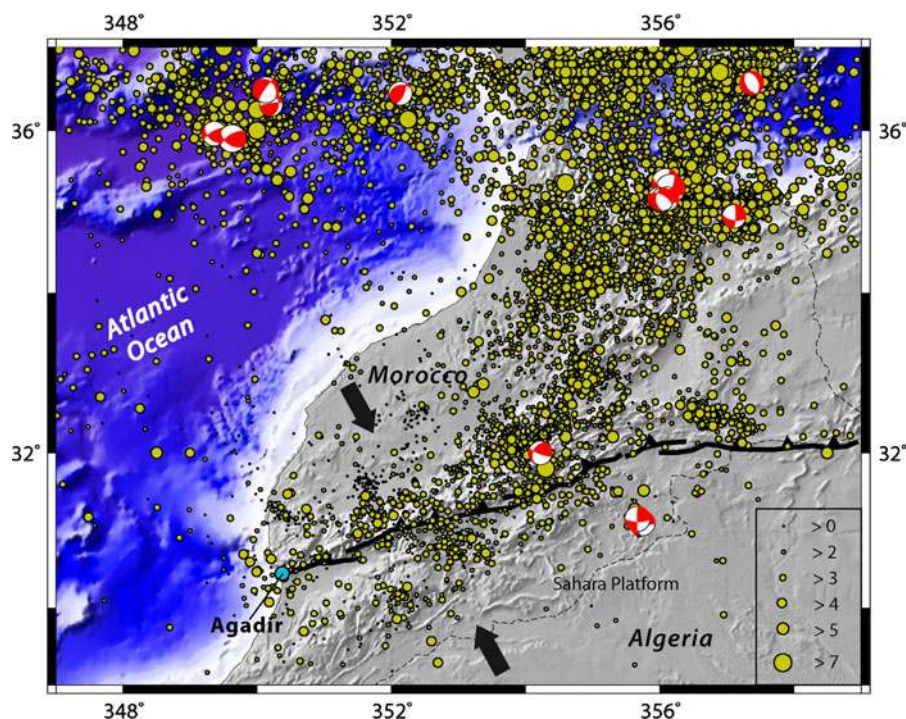 348° 352° 356°
36° 36°
Atlantic
Ocean
Morocco
32° 32°
> 0
> 2
> 3
> 4
> 5
> 7
Sahara Platform
Agadir
Algeria
348° 352° 356°